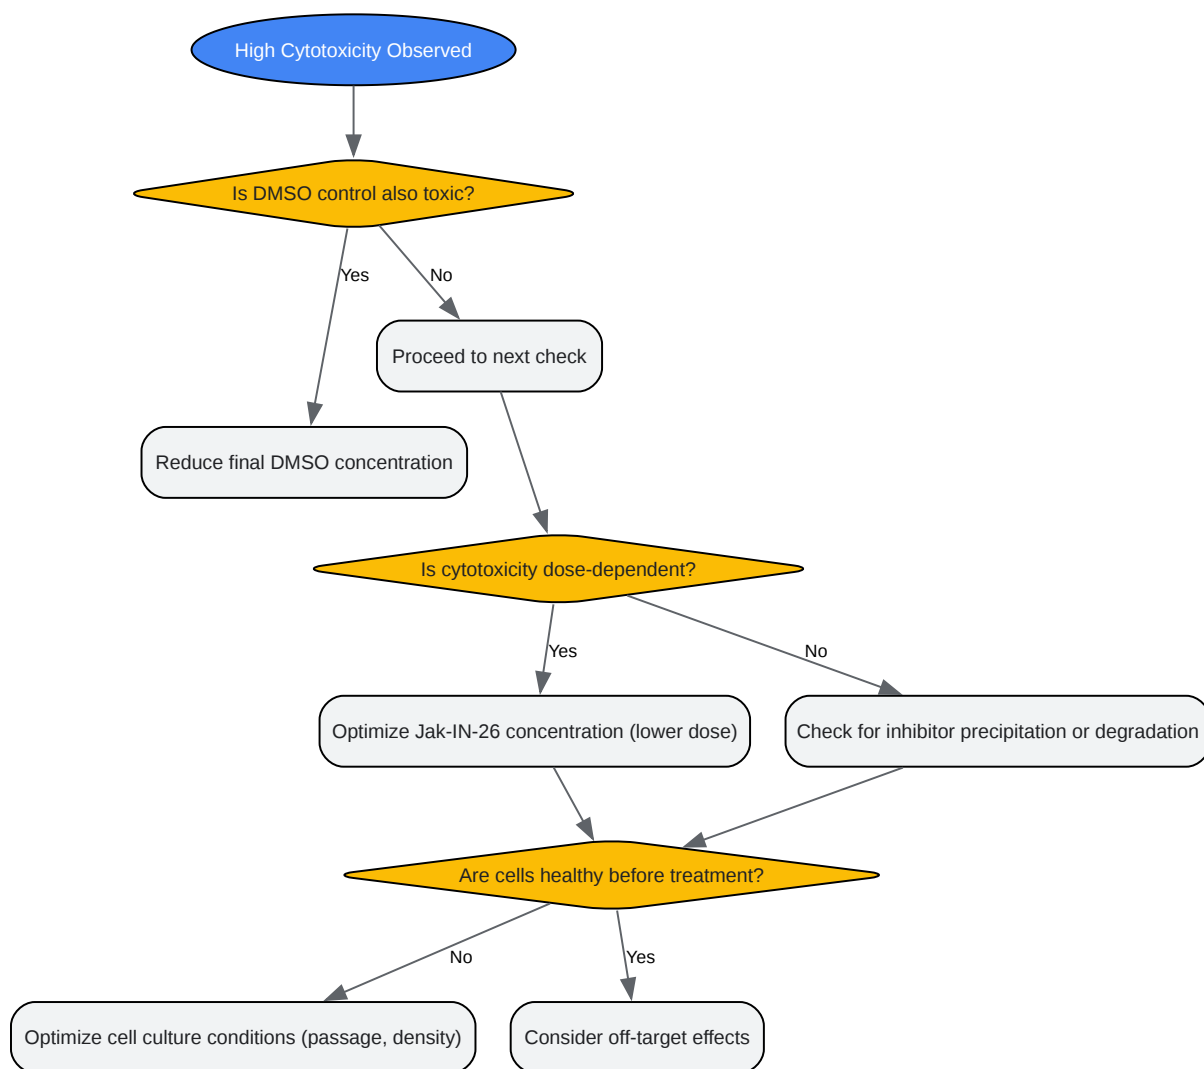 High Cytotoxicity Observed
Is DMSO control also toxic?
Yes
No
Proceed to next check
Reduce final DMSO concentration
Is cytotoxicity dose-dependent?
Yes
No
Optimize Jak-IN-26 concentration (lower dose)
Check for inhibitor precipitation or degradation
Are cells healthy before treatment?
No
Yes
Optimize cell culture conditions (passage, density)
Consider off-target effects